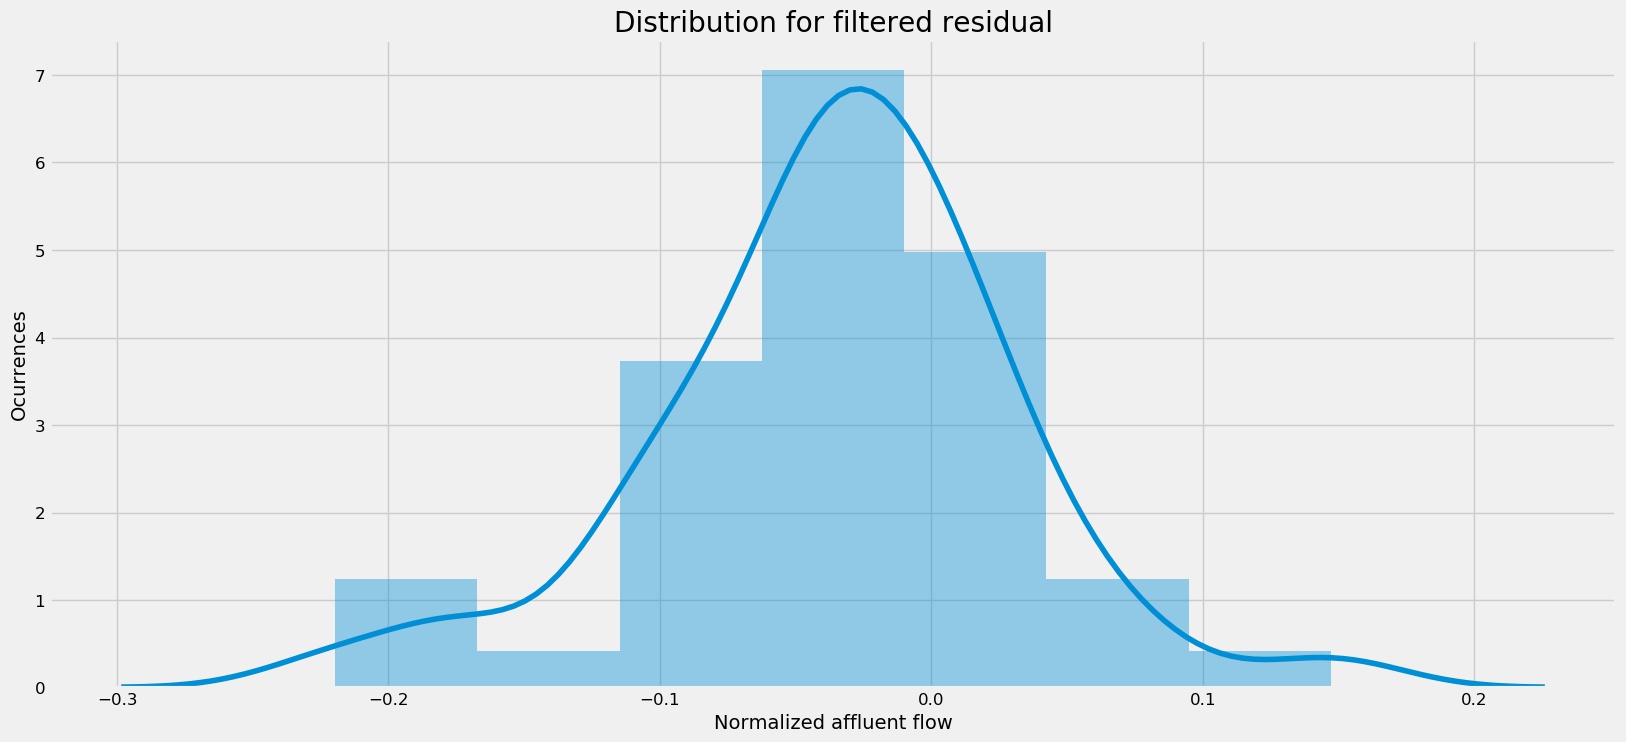 Distribution for filtered residual
7
6
5
4
3
2
1
0
Ocurrences
−0.3 −0.2 −0.1 0.0 0.1 0.2
Normalized affluent flow